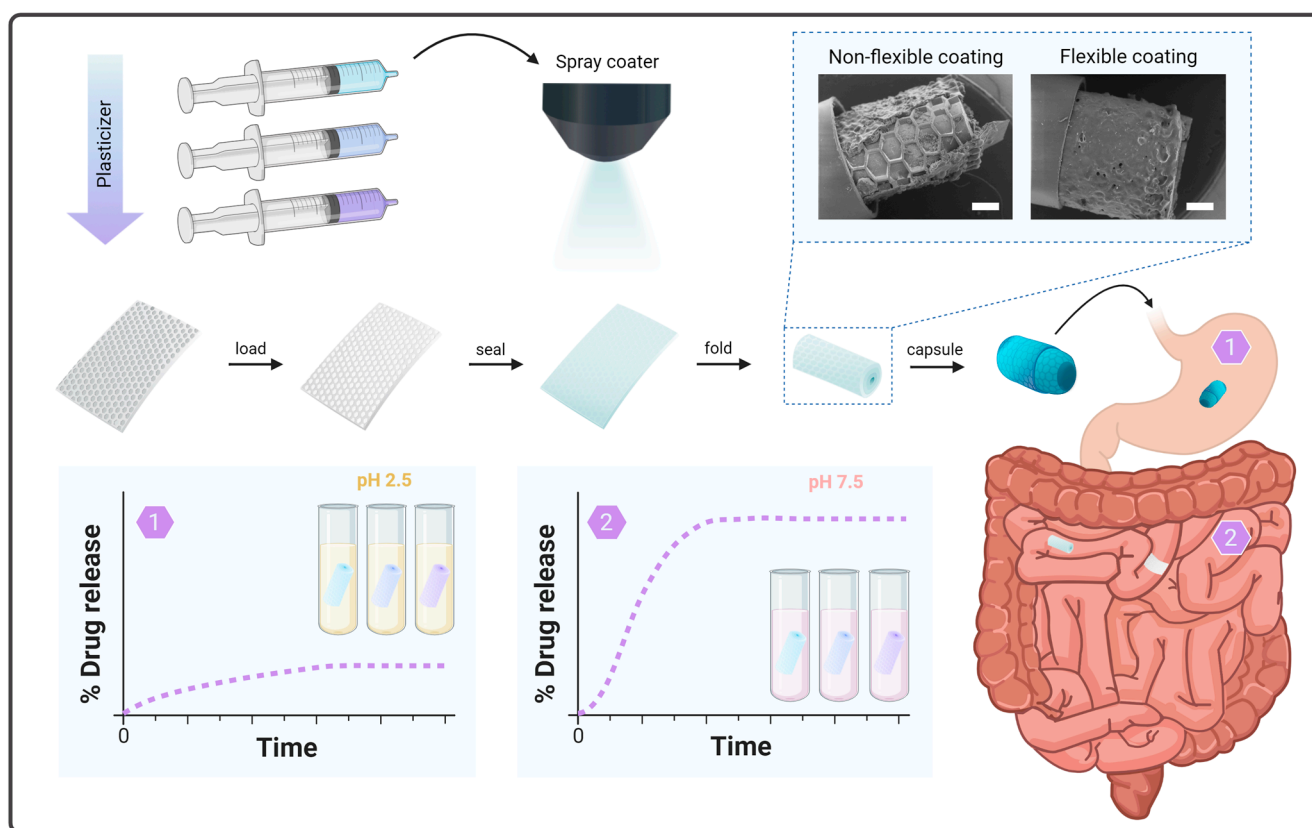 Plasticizer
Spray coater
Non-flexible coating
Flexible coating
load
seal
fold
capsule
1
2
pH 2.5
1
% Drug release
0
Time
pH 7.5
2
% Drug release
0
Time